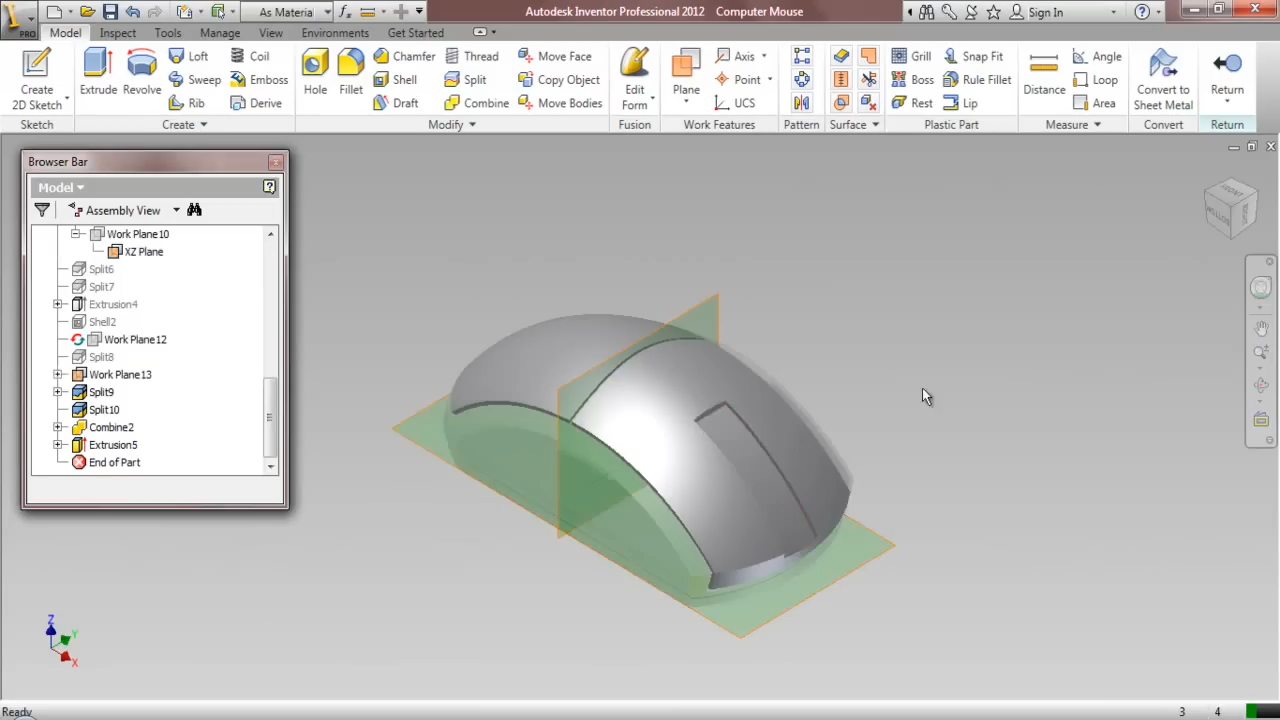 As Material
Autodesk Inventor Professional 2012 Computer Mouse
Sign In
PRO
Model Inspect Tools Manage View Environments Get Started
Create 2D Sketch
Sketch
Extrude Revolve Loft Coil
Sweep Emboss
Rib Derive
Create
Hole Fillet Chamfer Thread Move Face
Shell Split Copy Object
Draft Combine Move Bodies
Modify
Edit Form
Fusion
Plane Axis
Point
UCS
Work Features
Pattern
Surface
Grill Snap Fit
Boss Rule Fillet
Rest Lip
Plastic Part
Distance Angle
Loop
Area
Measure
Convert to Sheet Metal
Convert
Return
Return
Browser Bar
Model
Assembly View
Work Plane10
XZ Plane
Split6
Split7
Extrusion4
Shell2
Work Plane12
Split8
Work Plane13
Split9
Split10
Combine2
Extrusion5
End of Part
FRONT
BOTTOM
Z
Y
X
Ready
3 4